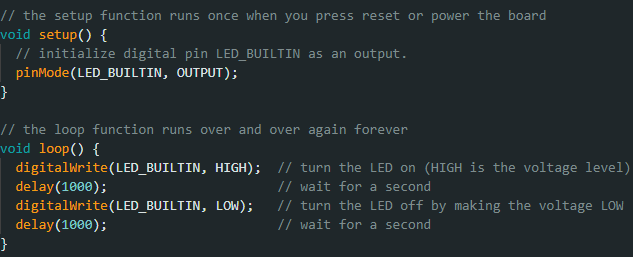 // the setup function runs once when you press reset or power the board
void setup() {
  // initialize digital pin LED_BUILTIN as an output.
  pinMode(LED_BUILTIN, OUTPUT);
}

// the loop function runs over and over again forever
void loop() {
  digitalWrite(LED_BUILTIN, HIGH);  // turn the LED on (HIGH is the voltage level)
  delay(1000);                      // wait for a second
  digitalWrite(LED_BUILTIN, LOW);   // turn the LED off by making the voltage LOW
  delay(1000);                      // wait for a second
}